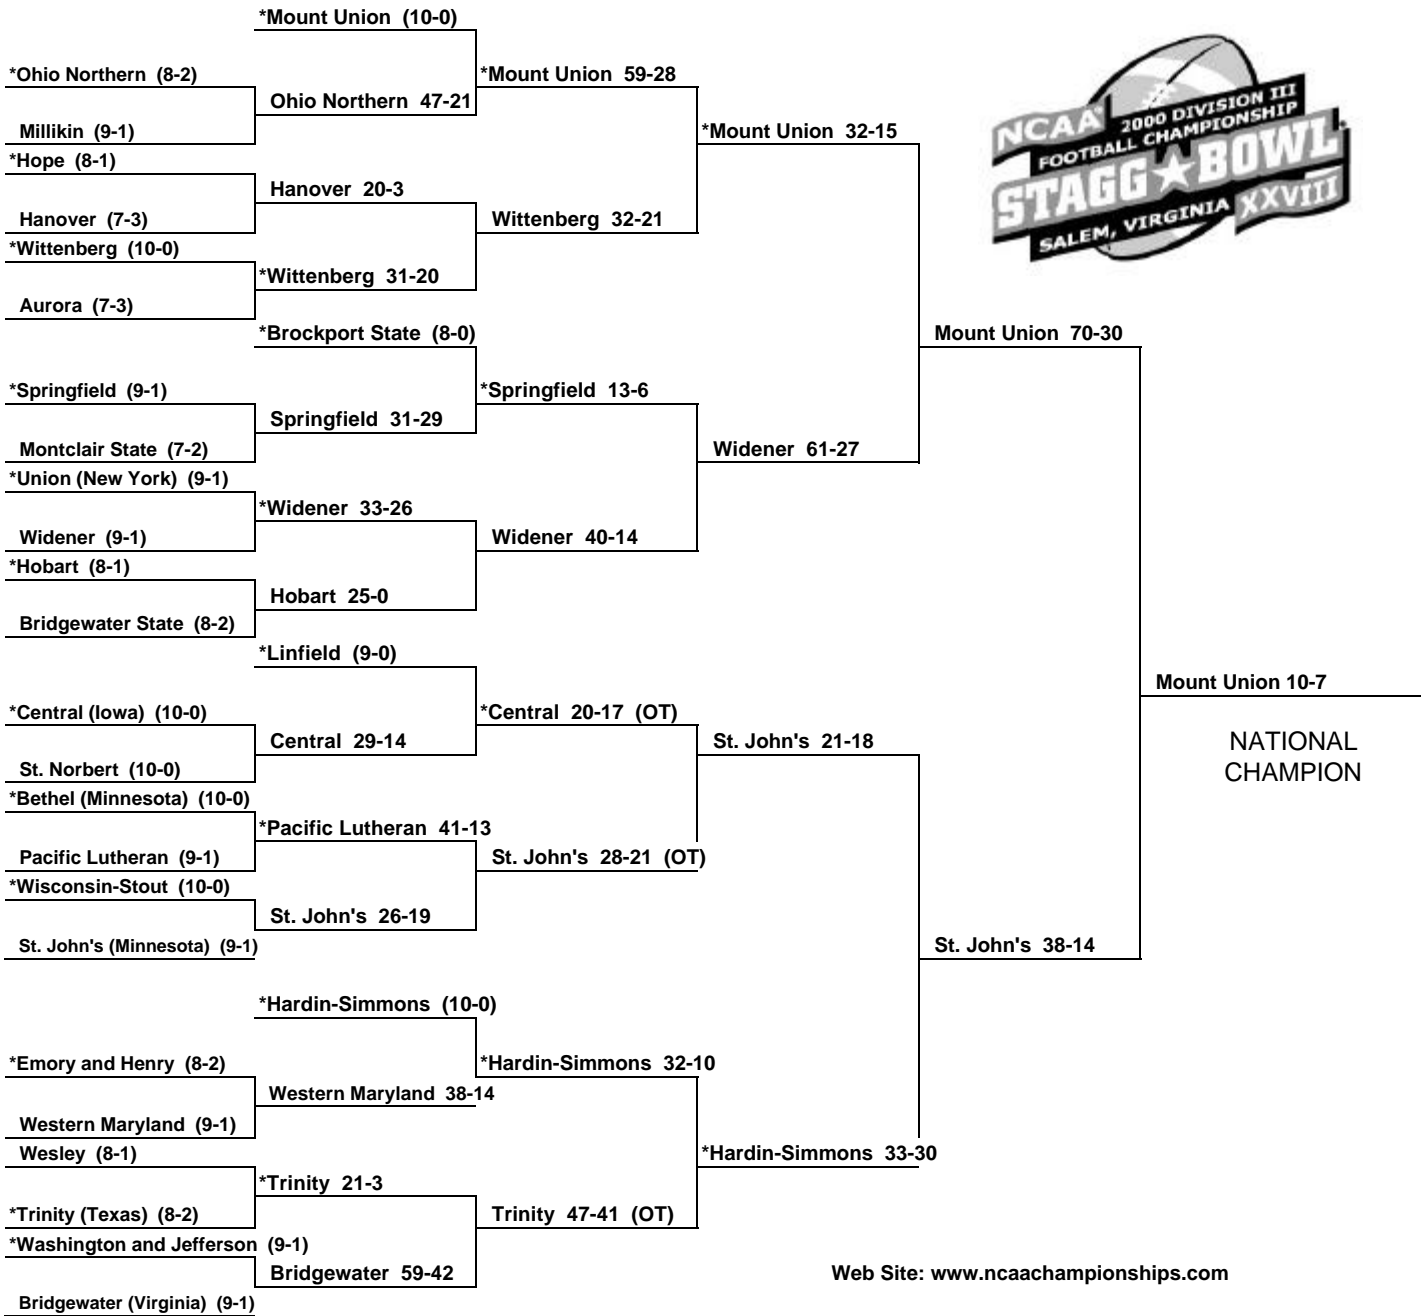 *Mount Union (10-0)
*Ohio Northern (8-2)
*Mount Union 59-28
Ohio Northern 47-21
Millikin (9-1)
*Mount Union 32-15
*Hope (8-1)
Hanover 20-3
Hanover (7-3)
Wittenberg 32-21
*Wittenberg (10-0)
*Wittenberg 31-20
Aurora (7-3)
NCAA
2000 DIVISION III
FOOTBALL CHAMPIONSHIP
STAGG BOWL
SALEM, VIRGINIA XXVIII
*Brockport State (8-0)
Mount Union 70-30
*Springfield (9-1)
*Springfield 13-6
Springfield 31-29
Montclair State (7-2)
Widener 61-27
*Union (New York) (9-1)
*Widener 33-26
Widener (9-1)
Widener 40-14
*Hobart (8-1)
Hobart 25-0
Bridgewater State (8-2)
*Linfield (9-0)
Mount Union 10-7
*Central (Iowa) (10-0)
*Central 20-17 (OT)
Central 29-14
St. John's 21-18
NATIONAL
CHAMPION
St. Norbert (10-0)
*Bethel (Minnesota) (10-0)
*Pacific Lutheran 41-13
Pacific Lutheran (9-1)
St. John's 28-21 (OT)
*Wisconsin-Stout (10-0)
St. John's 26-19
St. John's (Minnesota) (9-1)
St. John's 38-14
*Hardin-Simmons (10-0)
*Emory and Henry (8-2)
*Hardin-Simmons 32-10
Western Maryland 38-14
Western Maryland (9-1)
Wesley (8-1)
*Hardin-Simmons 33-30
*Trinity 21-3
*Trinity (Texas) (8-2)
Trinity 47-41 (OT)
*Washington and Jefferson (9-1)
Bridgewater 59-42
Bridgewater (Virginia) (9-1)
Web Site: www.ncaachampionships.com